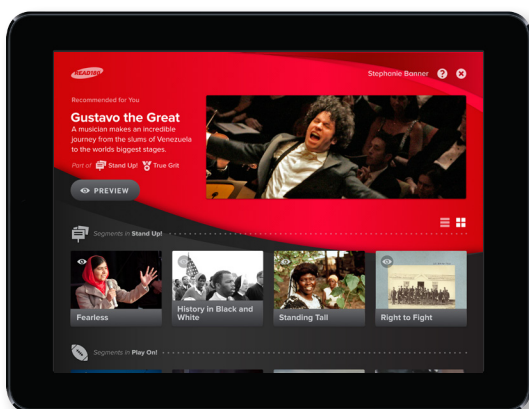 READ180
Stephonie Bonner ? x
Recommended for You
Gustavo the Great
A musician makes an incredible
journey from the slums of Venezuela
to the worlds biggest stages.
Part of Stand Up! True Grit
PREVIEW
Segments in Stand Up!
Fearless
History in Black and
White
Standing Tall
Right to Fight
Segments in Play On!